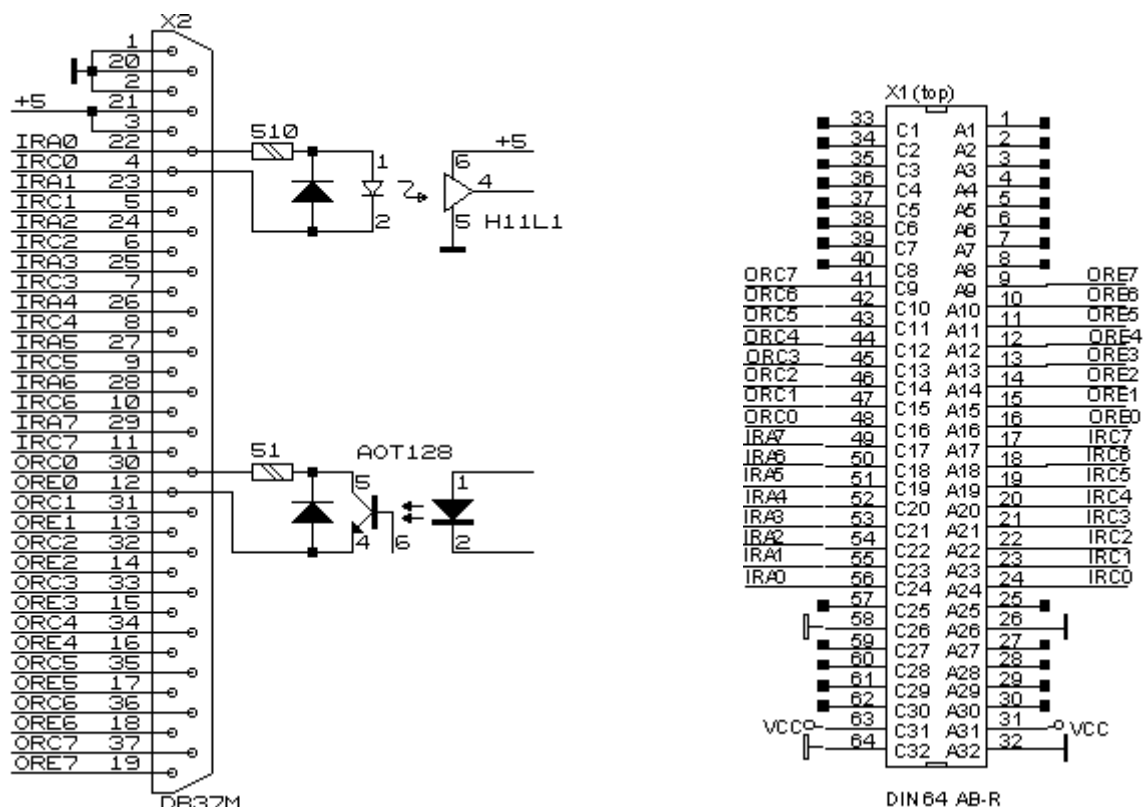 X2
1
20
2
+5 21
3
IRA0 22
IRC0 4
IRA1 23
IRC1 5
IRA2 24
IRC2 6
IRA3 25
IRC3 7
IRA4 26
IRC4 8
IRA5 27
IRC5 9
IRA6 28
IRC6 10
IRA7 29
IRC7 11
ORC0 30
ORE0 12
ORC1 31
ORE1 13
ORC2 32
ORE2 14
ORC3 33
ORE3 15
ORC4 34
ORE4 16
ORC5 35
ORE5 17
ORC6 36
ORE6 18
ORC7 37
ORE7 19
DB37M
510
+5
1
6
4
2
5 H11L1
51
AOT128
5
1
4
6
2
X1 (top)
33 C1 A1 1
34 C2 A2 2
35 C3 A3 3
36 C4 A4 4
37 C5 A5 5
38 C6 A6 6
39 C7 A7 7
40 C8 A8 8
ORC7 41 C9 A9 9 ORE7
ORC6 42 C10 A10 10 ORE6
ORC5 43 C11 A11 11 ORE5
ORC4 44 C12 A12 12 ORE4
ORC3 45 C13 A13 13 ORE3
ORC2 46 C14 A14 14 ORE2
ORC1 47 C15 A15 15 ORE1
ORC0 48 C16 A16 16 ORE0
IRA7 49 C17 A17 17 IRC7
IRA6 50 C18 A18 18 IRC6
IRA5 51 C19 A19 19 IRC5
IRA4 52 C20 A20 20 IRC4
IRA3 53 C21 A21 21 IRC3
IRA2 54 C22 A22 22 IRC2
IRA1 55 C23 A23 23 IRC1
IRA0 56 C24 A24 24 IRC0
57 C25 A25 25
58 C26 A26 26
59 C27 A27 27
60 C28 A28 28
61 C29 A29 29
62 C30 A30 30
VCC 63 C31 A31 31 VCC
64 C32 A32 32
DIN64 AB-R